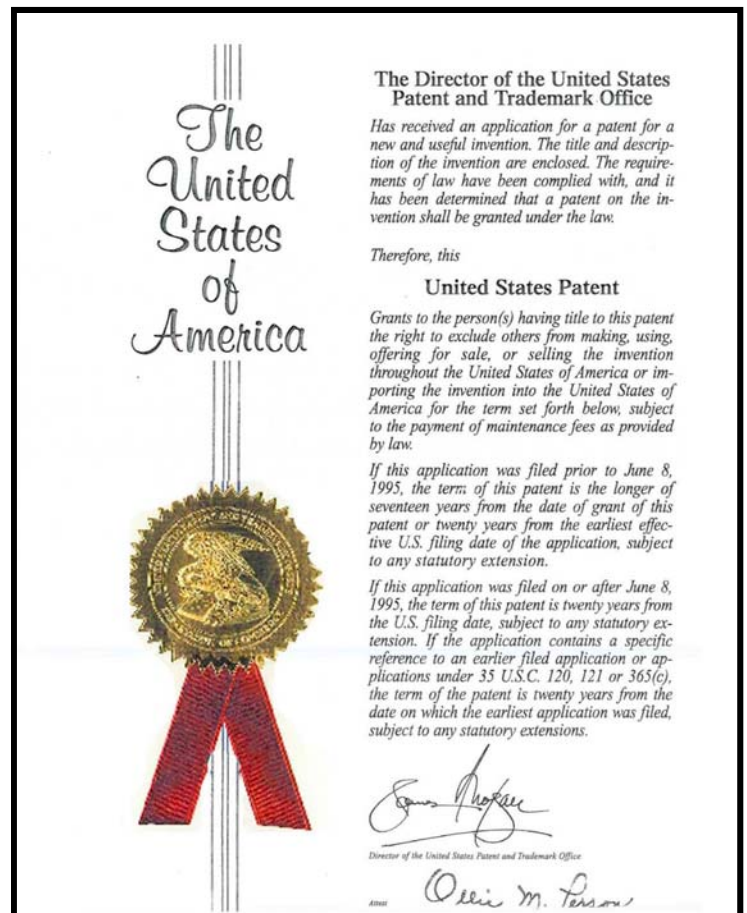 The
United
States
of
America
The Director of the United States
Patent and Trademark Office
Has received an application for a patent for a
new and useful invention. The title and descrip-
tion of the invention are enclosed. The require-
ments of law have been complied with, and it
has been determined that a patent on the in-
vention shall be granted under the law.
Therefore, this
United States Patent
Grants to the person(s) having title to this patent
the right to exclude others from making, using,
offering for sale, or selling the invention
throughout the United States of America or im-
porting the invention into the United States of
America for the term set forth below, subject
to the payment of maintenance fees as provided
by law.
If this application was filed prior to June 8,
1995, the term of this patent is the longer of
seventeen years from the date of grant of this
patent or twenty years from the earliest effec-
tive U.S. filing date of the application, subject
to any statutory extension.
If this application was filed on or after June 8,
1995, the term of this patent is twenty years from
the U.S. filing date, subject to any statutory ex-
tension. If the application contains a specific
reference to an earlier filed application or ap-
plications under 35 U.S.C. 120, 121 or 365(c),
the term of the patent is twenty years from the
date on which the earliest application was filed,
subject to any statutory extensions.
James
Director of the United States Patent and Trademark Office
Attest
Ollie M. Person